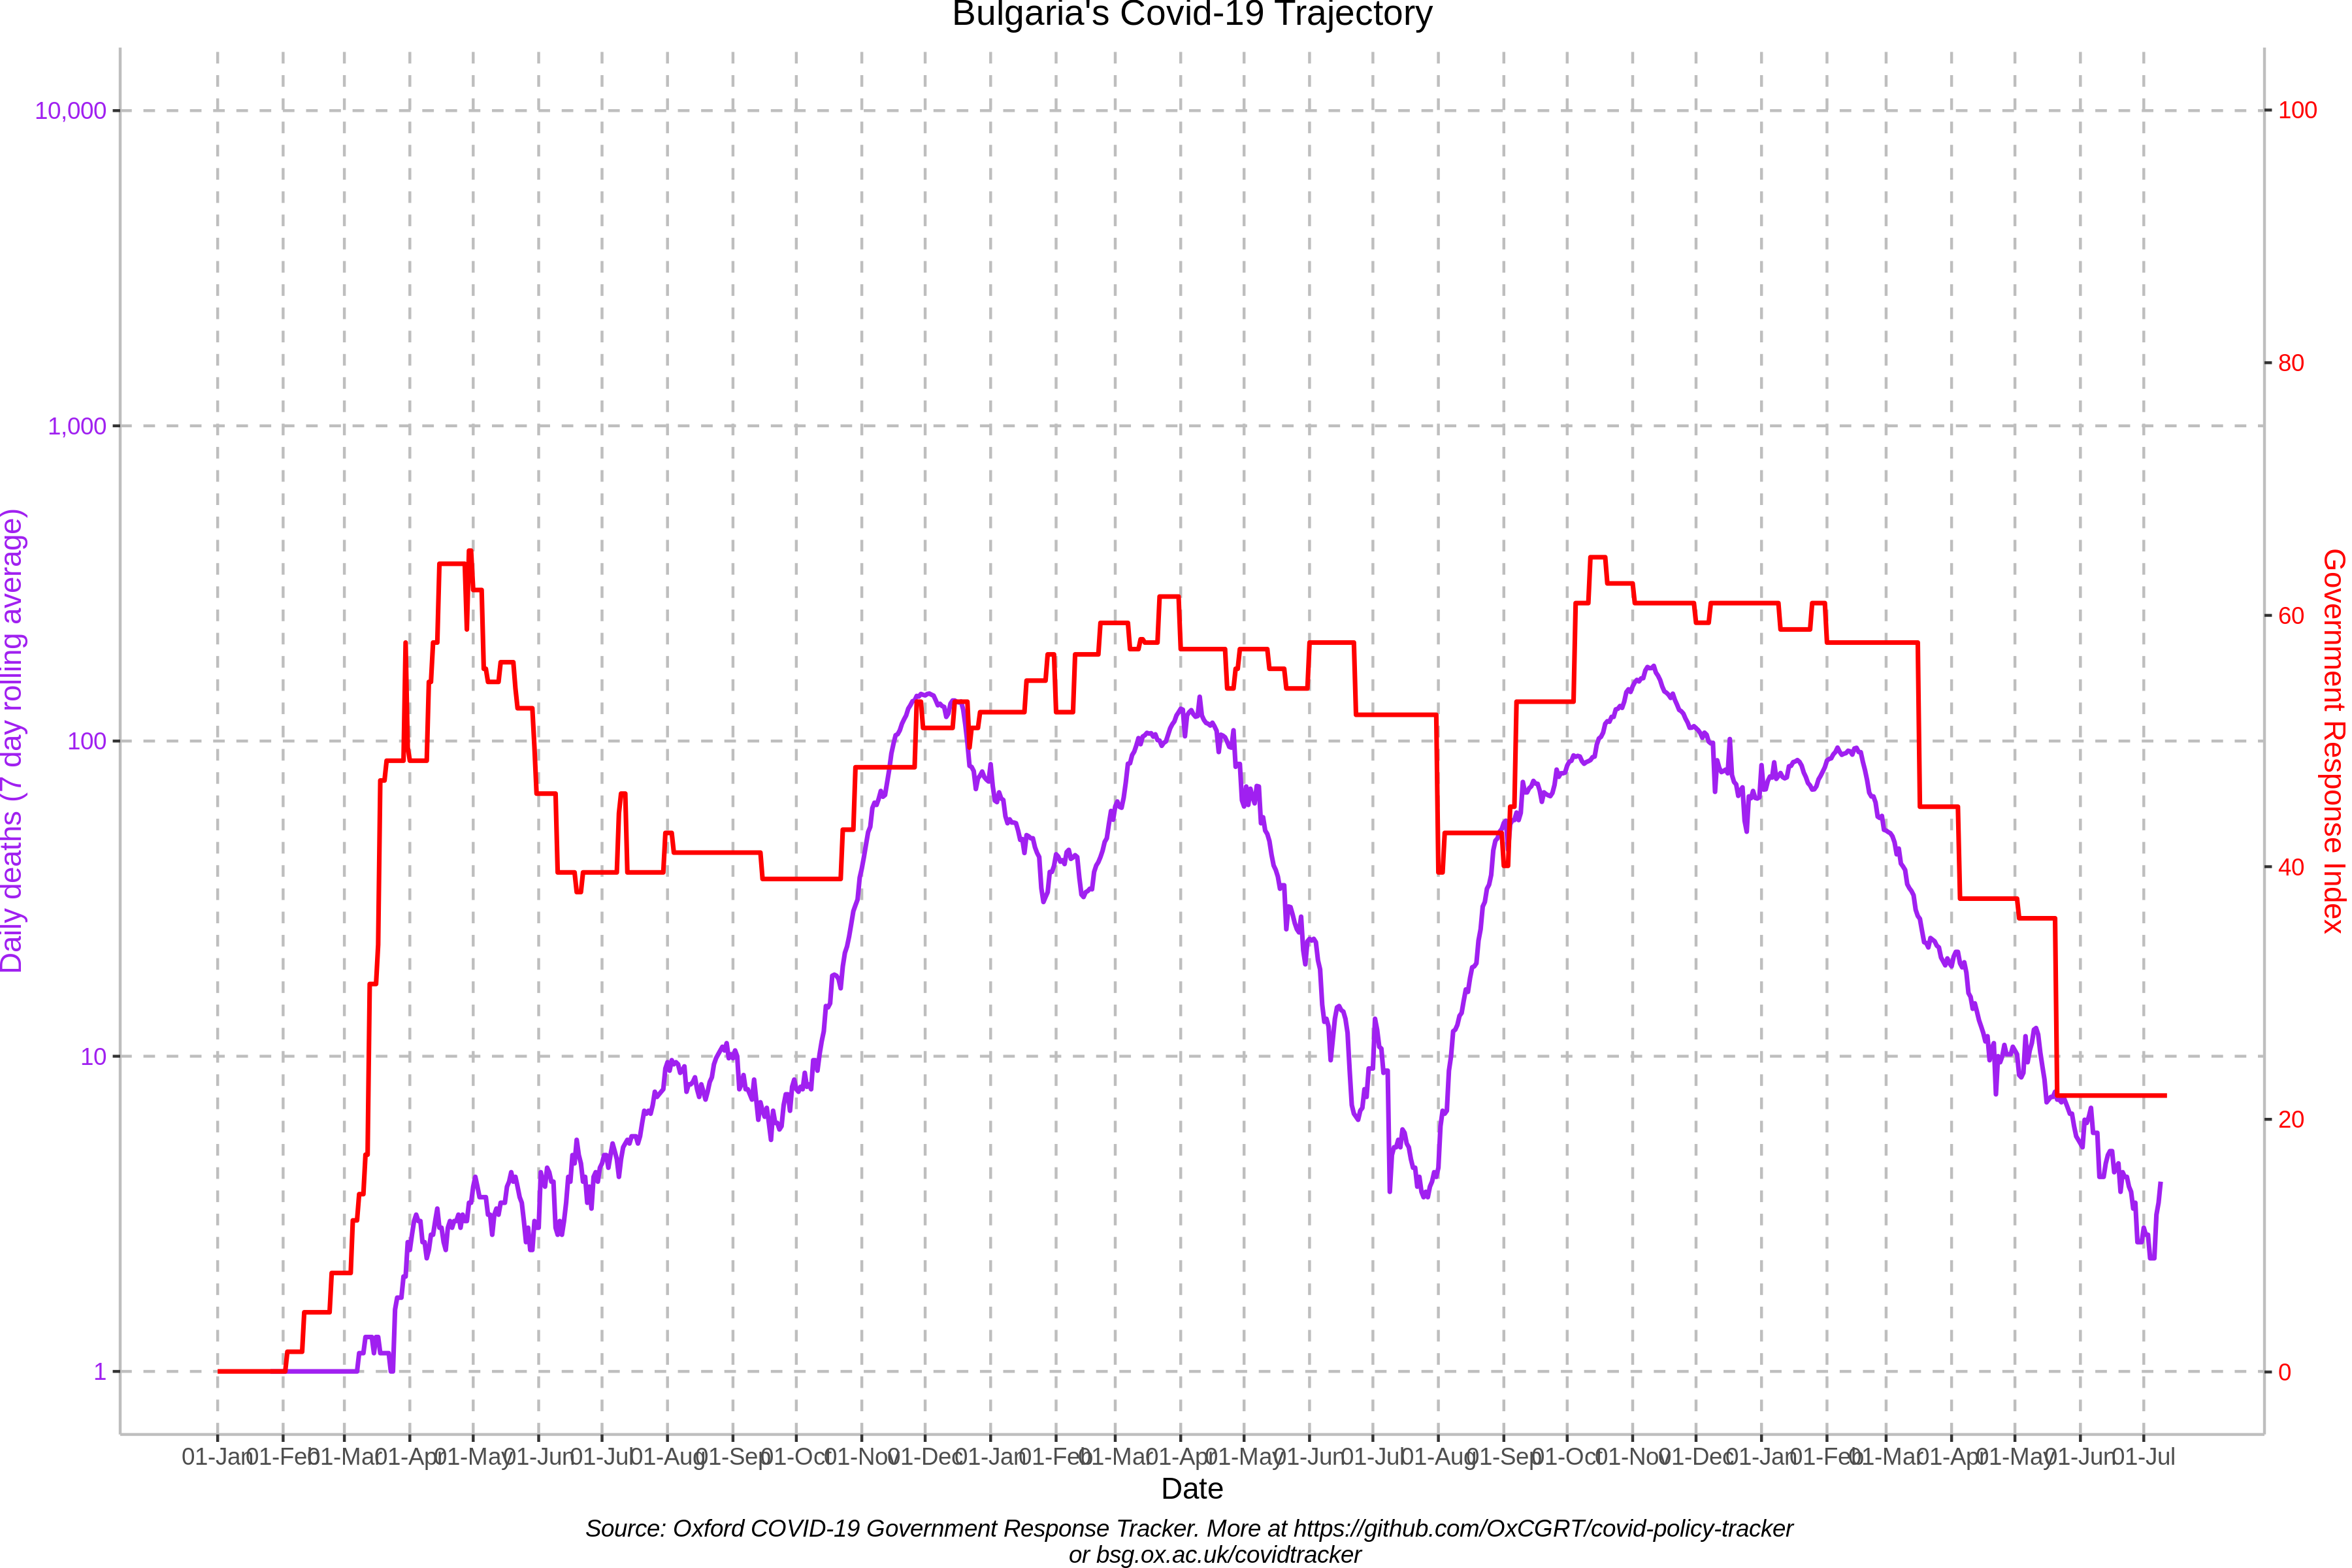 Bulgaria's Covid-19 Trajectory
10,000
1,000
100
10
1
Daily deaths (7 day rolling average)
100
80
60
40
20
0
Government Response Index
01-Jan 01-Feb 01-Mar 01-Apr 01-May 01-Jun 01-Jul 01-Aug 01-Sep 01-Oct 01-Nov 01-Dec 01-Jan 01-Feb 01-Mar 01-Apr 01-May 01-Jun 01-Jul 01-Aug 01-Sep 01-Oct 01-Nov 01-Dec 01-Jan 01-Feb 01-Mar 01-Apr 01-May 01-Jun 01-Jul
Date
Source: Oxford COVID-19 Government Response Tracker. More at https://github.com/OxCGRT/covid-policy-tracker
or bsg.ox.ac.uk/covidtracker